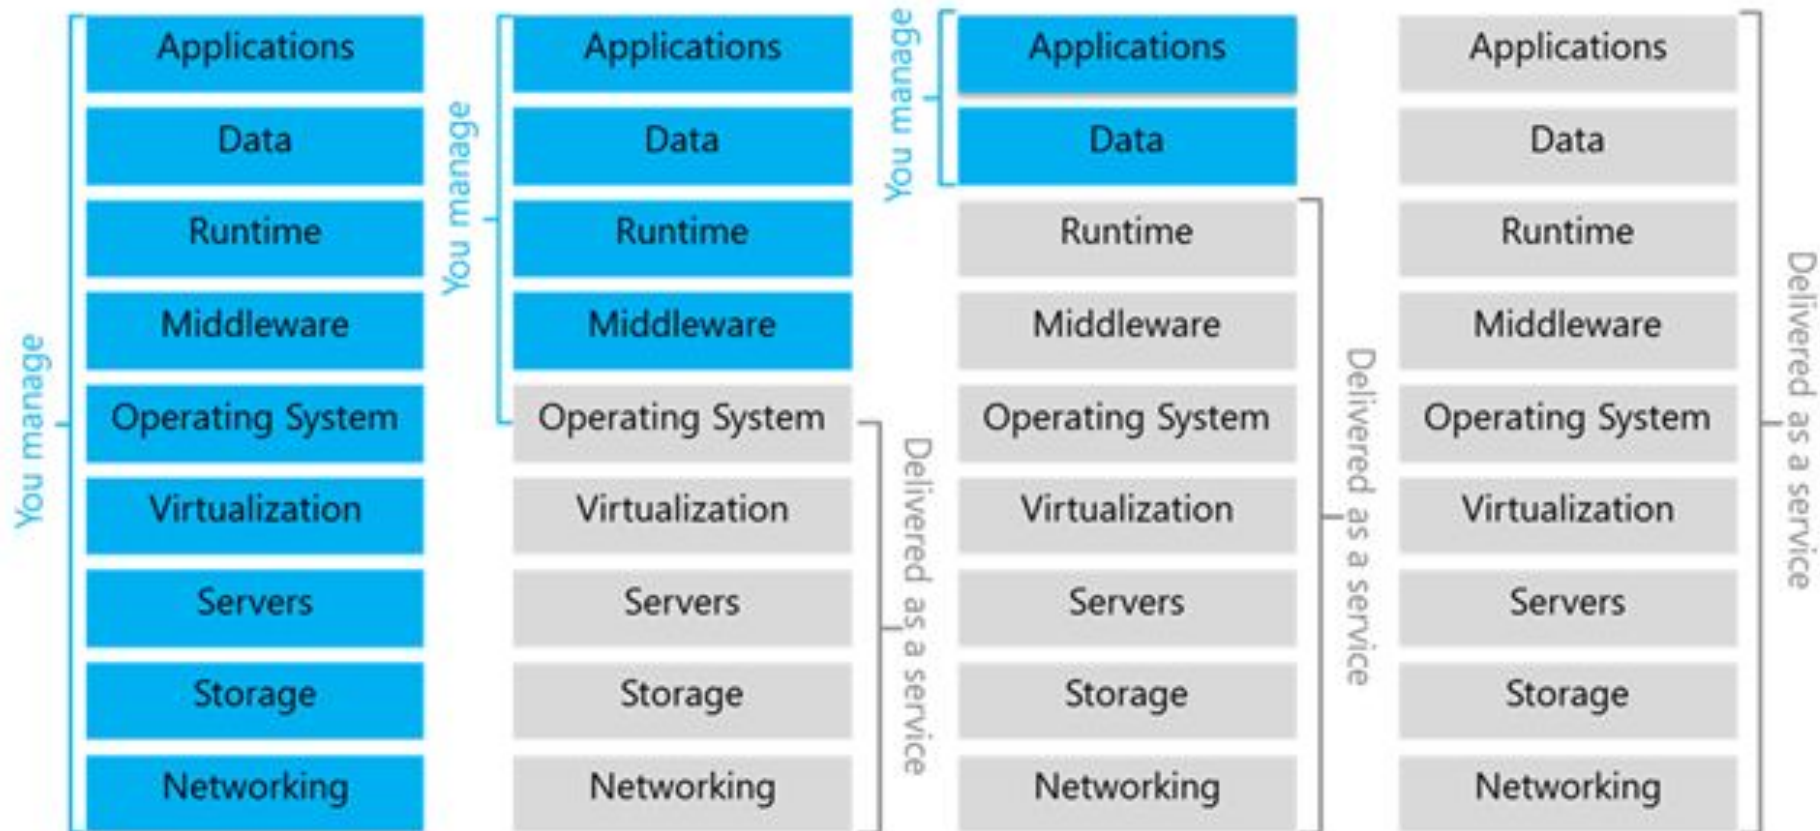 You manage
Applications
Data
Runtime
Middleware
Operating System
Virtualization
Servers
Storage
Networking
You manage
Applications
Data
Runtime
Middleware
Operating System
Virtualization
Servers
Storage
Networking
Delivered as a service
You manage
Applications
Data
Runtime
Middleware
Operating System
Virtualization
Servers
Storage
Networking
Delivered as a service
Applications
Data
Runtime
Middleware
Operating System
Virtualization
Servers
Storage
Networking
Delivered as a service